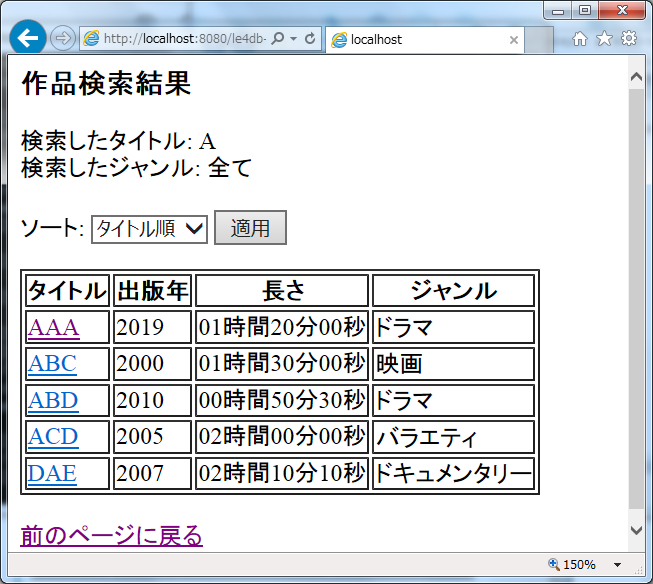 http://localhost:8080/le4db-
localhost
作品検索結果
検索したタイトル: A
検索したジャンル: 全て
ソート: タイトル順 適用
タイトル 出版年 長さ ジャンル
AAA 2019 01時間20分00秒 ドラマ
ABC 2000 01時間30分00秒 映画
ABD 2010 00時間50分30秒 ドラマ
ACD 2005 02時間00分00秒 バラエティ
DAE 2007 02時間10分10秒 ドキュメンタリー
前のページに戻る
150%